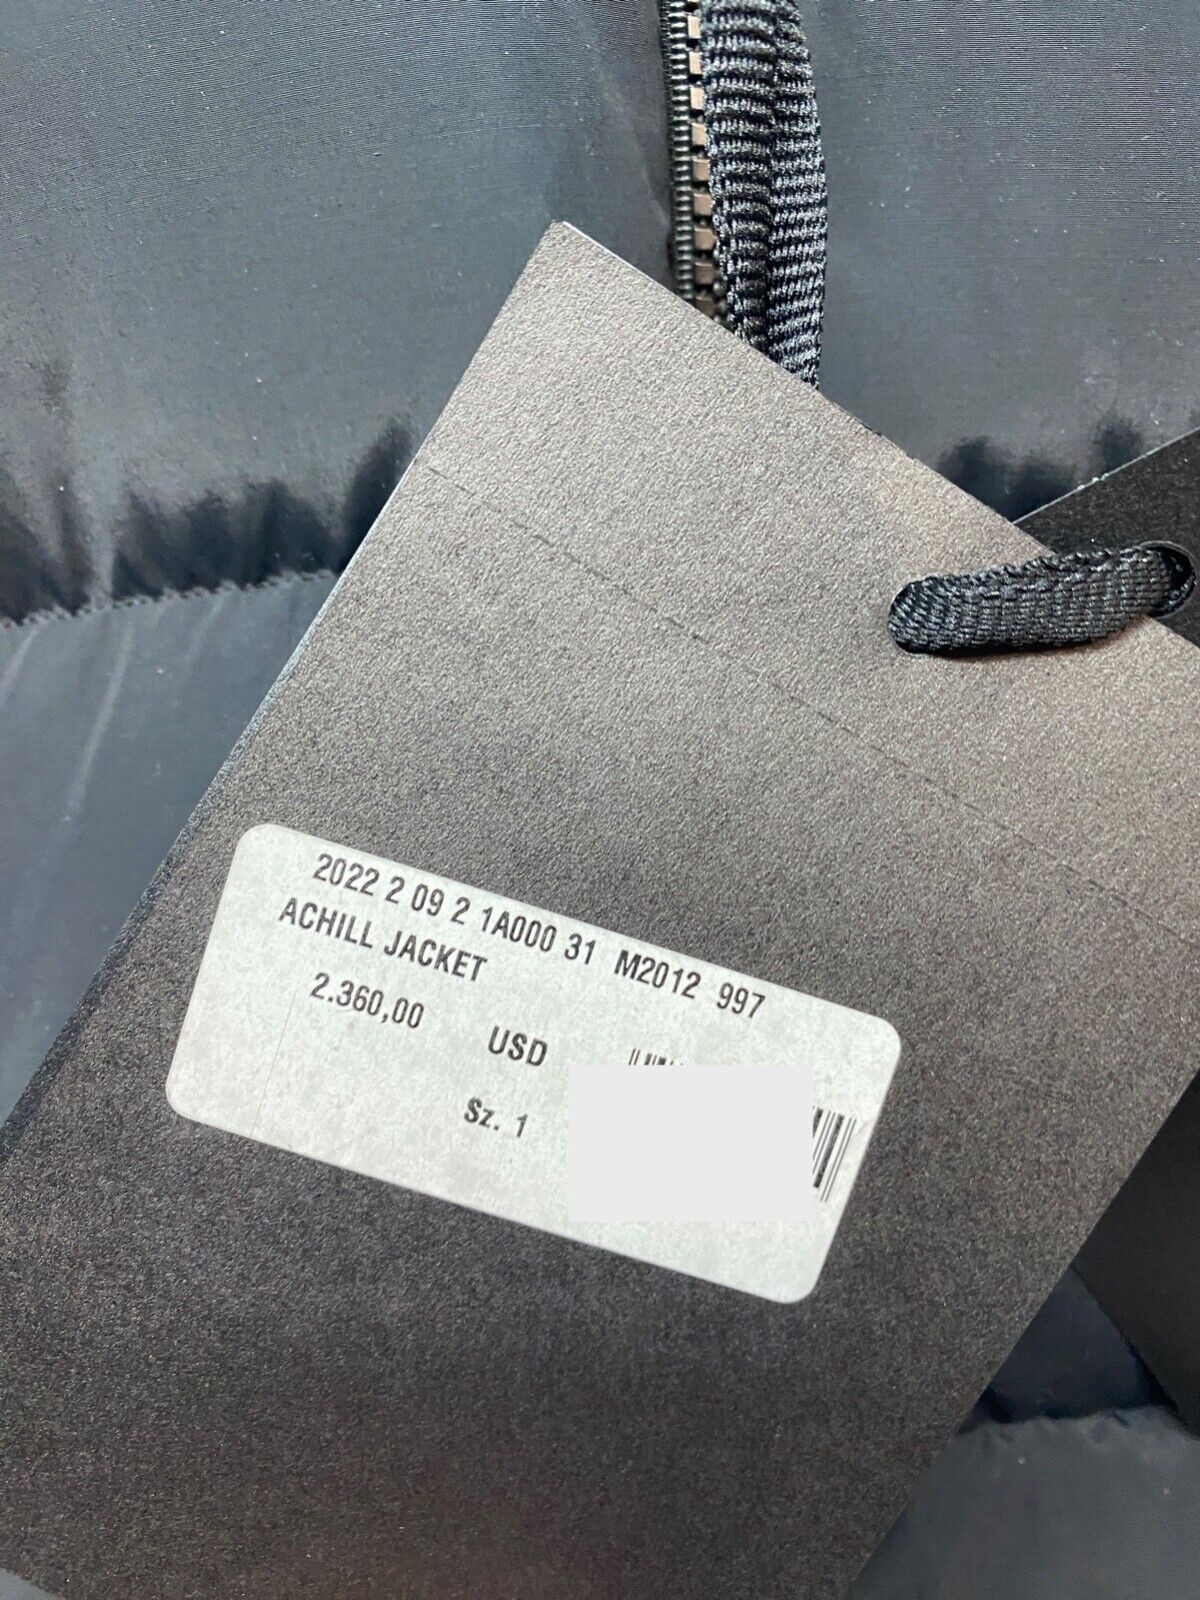 2022 2 09 2 1A000 31 M2012 997
ACHILL JACKET
2.360,00 USD
Sz. 1